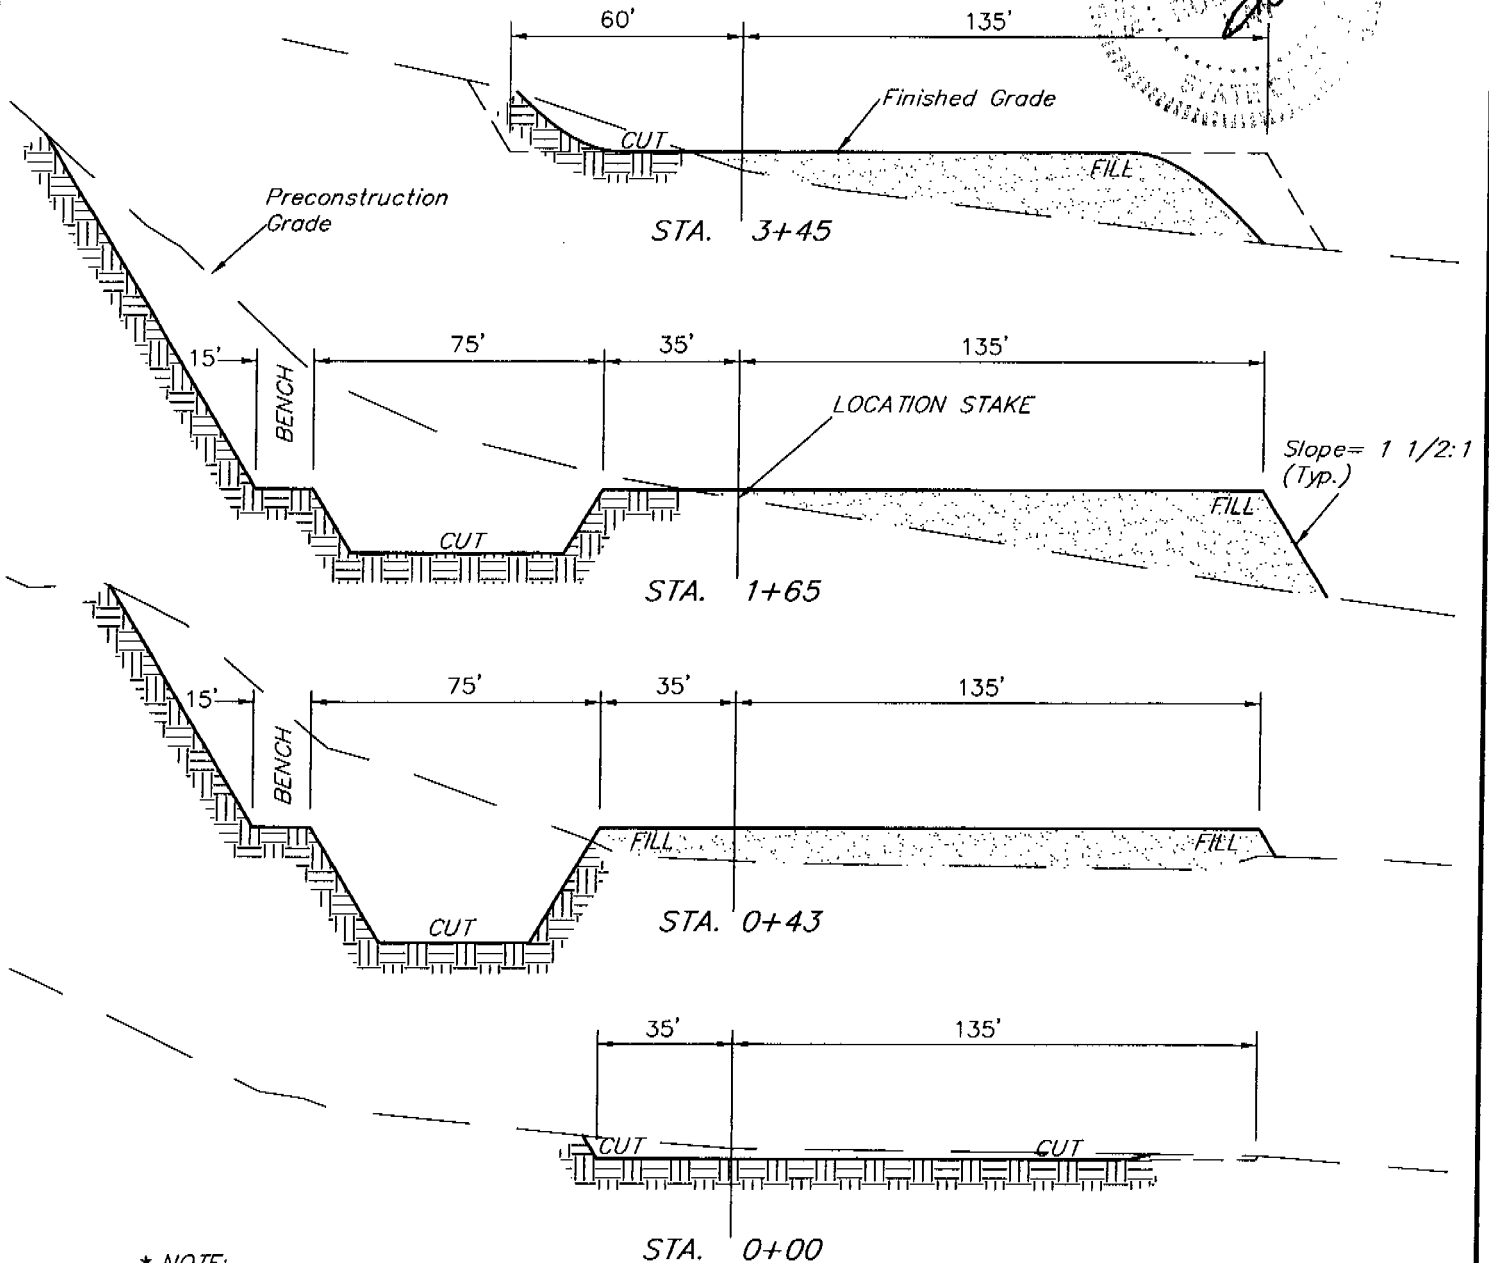 60'
135'
Finished Grade
CUT
FILL
Preconstruction
Grade
STA. 3+45
15'
BENCH
75'
35'
135'
LOCATION STAKE
Slope= 1 1/2:1
(Typ.)
FILL
CUT
STA. 1+65
15'
BENCH
75'
35'
135'
FILL
FILL
CUT
STA. 0+43
35'
135'
CUT
CUT
STA. 0+00
* NOTE: